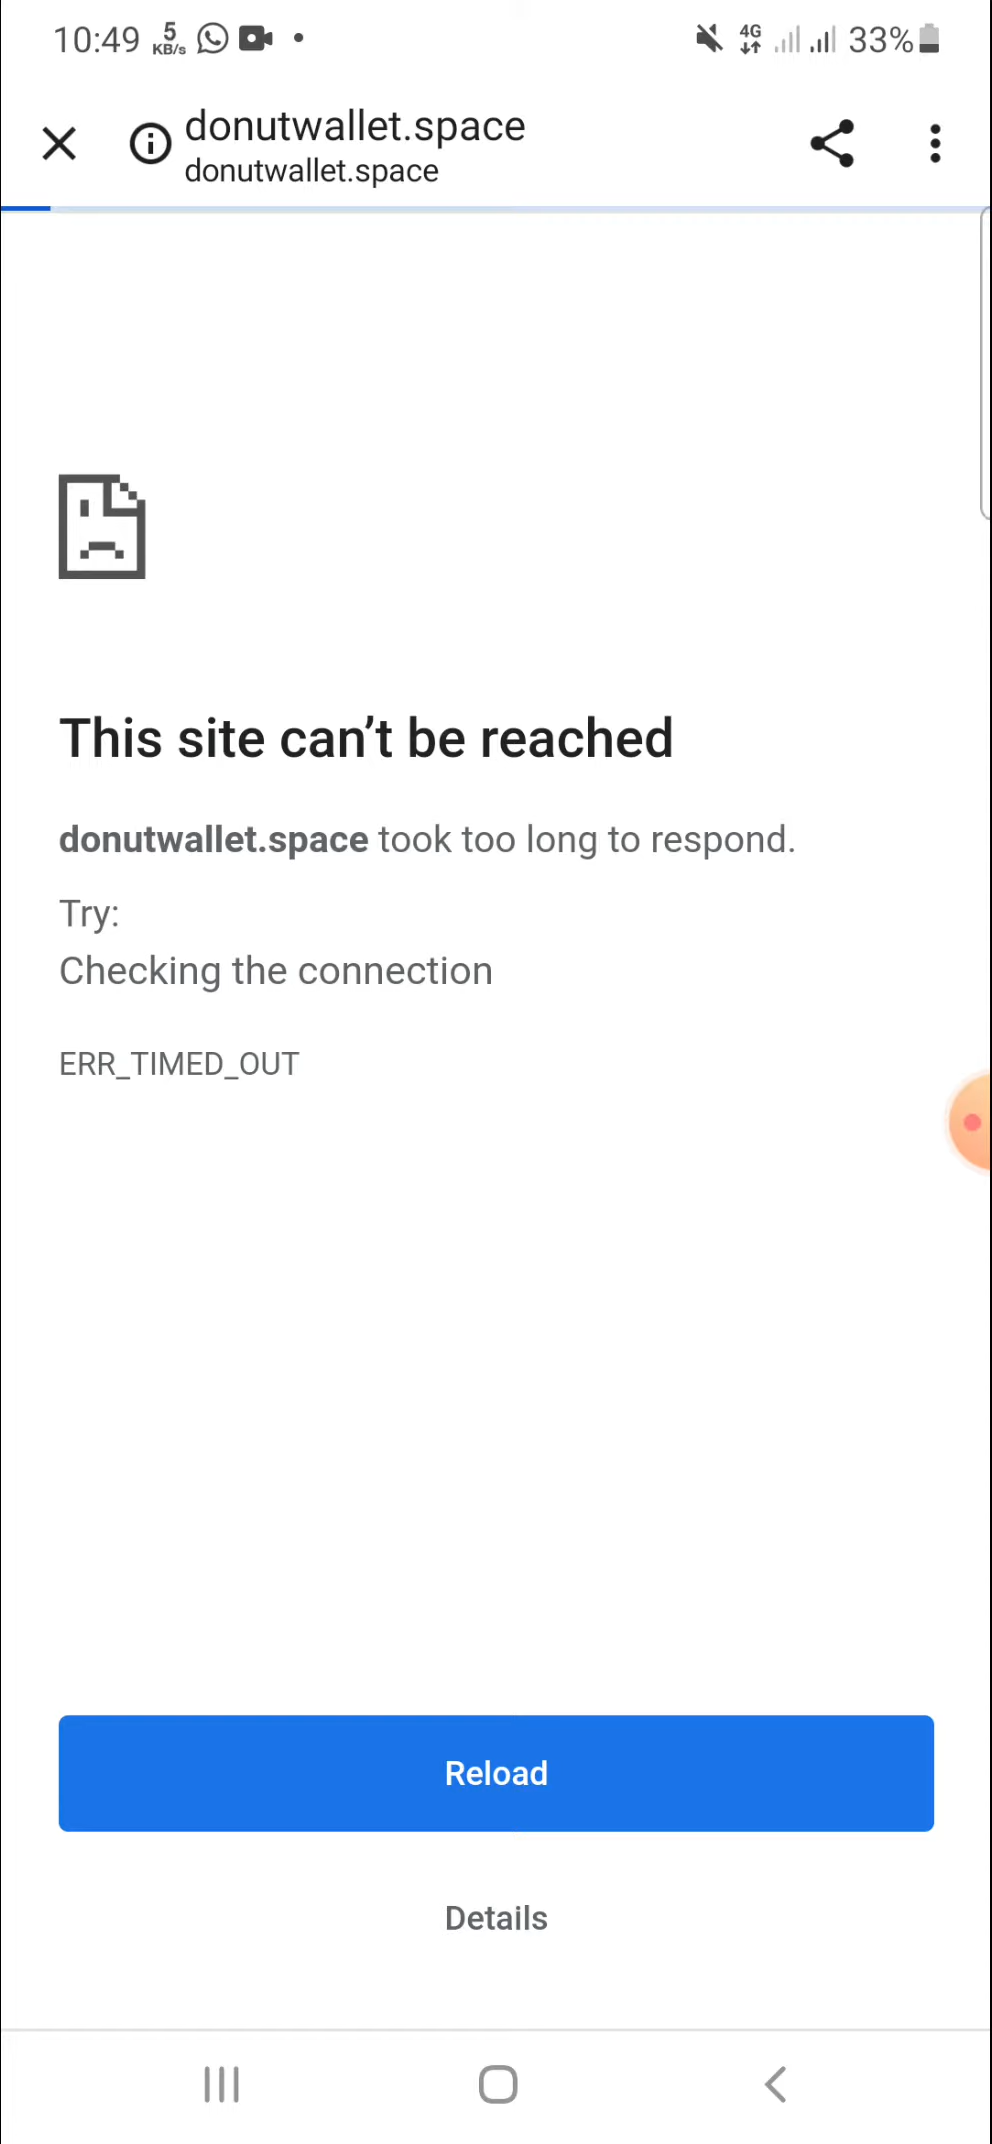 10:49 5 KB/s 4G 33%
donutwallet.space
donutwallet.space
This site can’t be reached
donutwallet.space took too long to respond.
Try:
Checking the connection
ERR_TIMED_OUT
Reload
Details